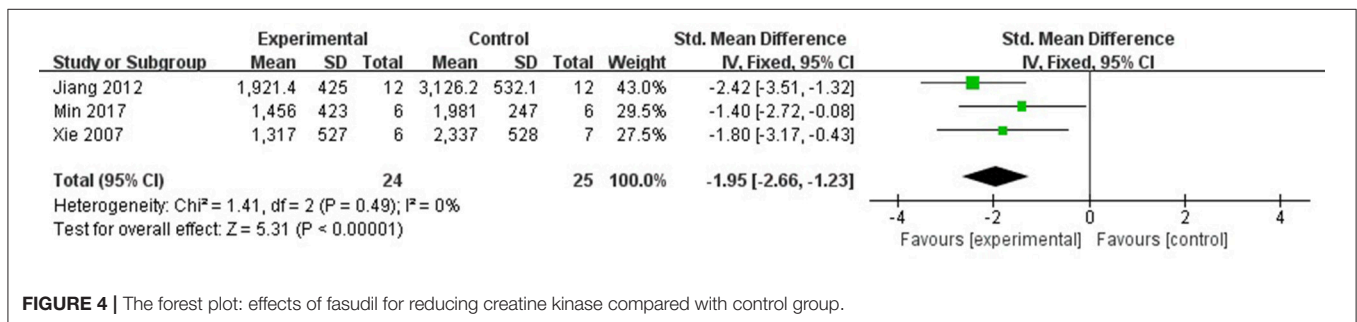 Experimental Control Std. Mean Difference Std. Mean Difference
Study or Subgroup Mean SD Total Mean SD Total Weight IV, Fixed, 95% CI IV, Fixed, 95% CI
Jiang 2012 1,921.4 425 12 3,126.2 532.1 12 43.0% -2.42 [-3.51, -1.32]
Min 2017 1,456 423 6 1,981 247 6 29.5% -1.40 [-2.72, -0.08]
Xie 2007 1,317 527 6 2,337 528 7 27.5% -1.80 [-3.17, -0.43]
Total (95% CI) 24 25 100.0% -1.95 [-2.66, -1.23]
Heterogeneity: Chi² = 1.41, df = 2 (P = 0.49); I² = 0%
Test for overall effect: Z = 5.31 (P < 0.00001)
-4 -2 0 2 4
Favours [experimental] Favours [control]
FIGURE 4 | The forest plot: effects of fasudil for reducing creatine kinase compared with control group.